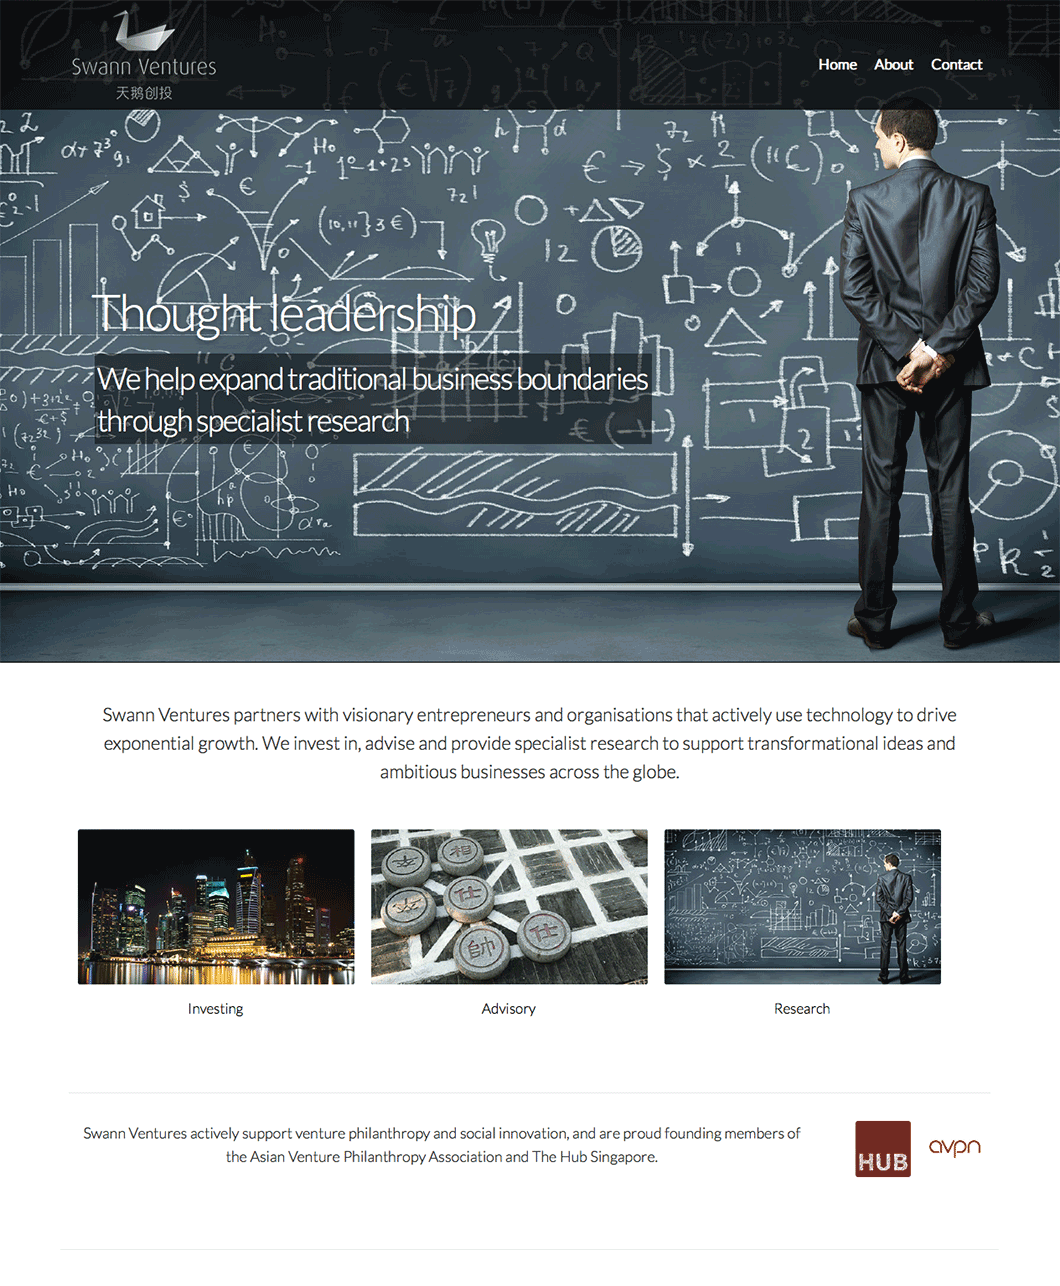 Swann Ventures
天鹅创投
Home About Contact
Thought leadership
We help expand traditional business boundaries
through specialist research
Swann Ventures partners with visionary entrepreneurs and organisations that actively use technology to drive
exponential growth. We invest in, advise and provide specialist research to support transformational ideas and
ambitious businesses across the globe.
相
仕
帥
仕
Investing
Advisory
Research
Swann Ventures actively support venture philanthropy and social innovation, and are proud founding members of
the Asian Venture Philanthropy Association and The Hub Singapore.
HUB
avpn